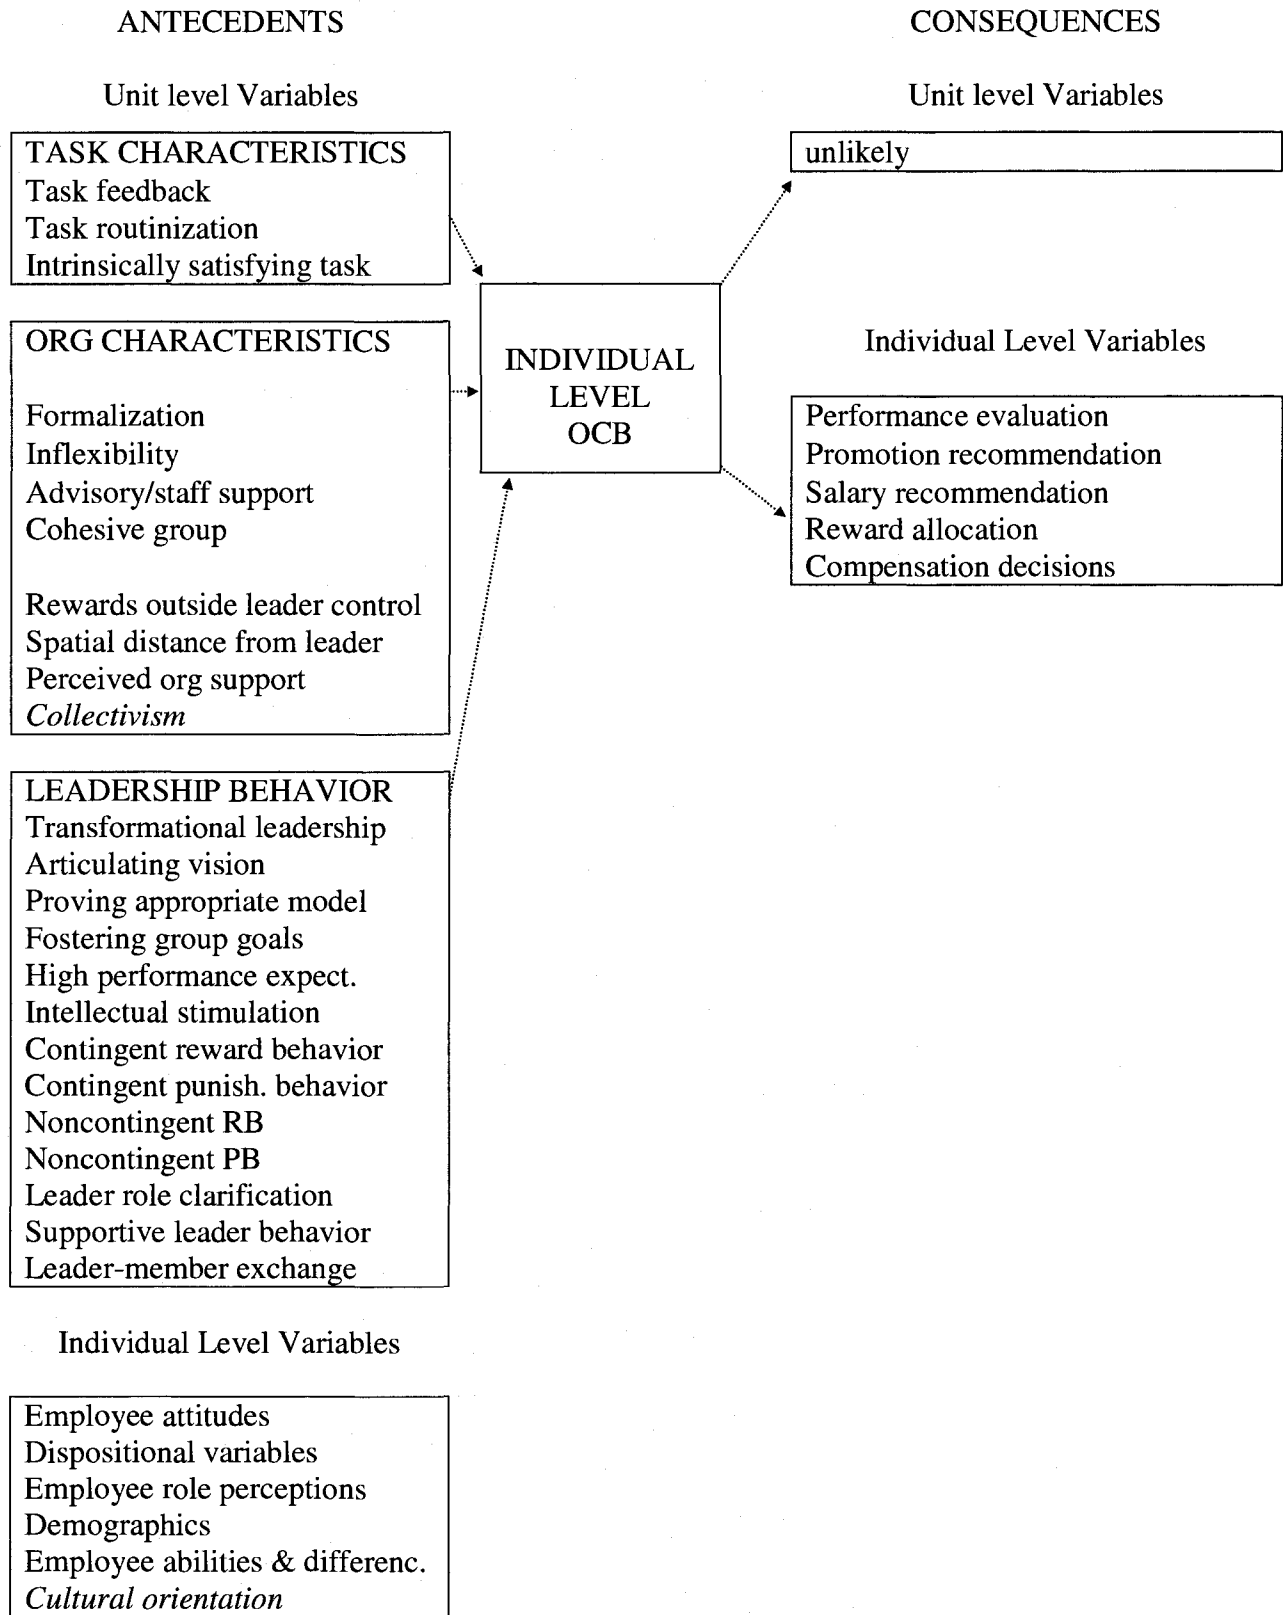 ANTECEDENTS
Unit level Variables
TASK CHARACTERISTICS
Task feedback
Task routinization
Intrinsically satisfying task
ORG CHARACTERISTICS
Formalization
Inflexibility
Advisory/staff support
Cohesive group
Rewards outside leader control
Spatial distance from leader
Perceived org support
Collectivism
LEADERSHIP BEHAVIOR
Transformational leadership
Articulating vision
Proving appropriate model
Fostering group goals
High performance expect.
Intellectual stimulation
Contingent reward behavior
Contingent punish. behavior
Noncontingent RB
Noncontingent PB
Leader role clarification
Supportive leader behavior
Leader-member exchange
Individual Level Variables
Employee attitudes
Dispositional variables
Employee role perceptions
Demographics
Employee abilities & differenc.
Cultural orientation
INDIVIDUAL
LEVEL
OCB
CONSEQUENCES
Unit level Variables
unlikely
Individual Level Variables
Performance evaluation
Promotion recommendation
Salary recommendation
Reward allocation
Compensation decisions